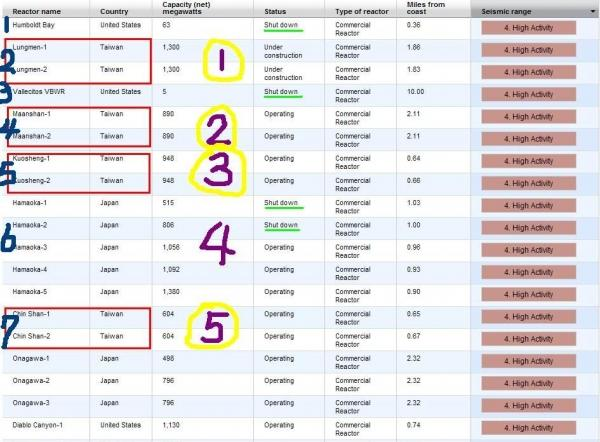 Reactor name Country Capacity (net) megawatts Status Type of reactor Miles from coast Seismic range
1 Humboldt Bay United States 63 Shut down Commercial Reactor 0.36 4. High Activity
2 Lungmen-1 Taiwan 1,300 1 Under construction Commercial Reactor 1.86 4. High Activity
Lungmen-2 Taiwan 1,300 Under construction Commercial Reactor 1.83 4. High Activity
3 Vallecitos VBWR United States 5 Shut down Commercial Reactor 10.00 4. High Activity
4 Maanshan-1 Taiwan 890 2 Operating Commercial Reactor 2.11 4. High Activity
Maanshan-2 Taiwan 890 Operating Commercial Reactor 2.11 4. High Activity
5 Kuosheng-1 Taiwan 948 3 Operating Commercial Reactor 0.64 4. High Activity
Kuosheng-2 Taiwan 948 Operating Commercial Reactor 0.66 4. High Activity
Hamaoka-1 Japan 515 Shut down Commercial Reactor 1.03 4. High Activity
6 Hamaoka-2 Japan 806 4 Shut down Commercial Reactor 1.00 4. High Activity
Hamaoka-3 Japan 1,056 Operating Commercial Reactor 0.96 4. High Activity
Hamaoka-4 Japan 1,092 Operating Commercial Reactor 0.93 4. High Activity
Hamaoka-5 Japan 1,380 Operating Commercial Reactor 0.90 4. High Activity
7 Chin Shan-1 Taiwan 604 5 Operating Commercial Reactor 0.65 4. High Activity
Chin Shan-2 Taiwan 604 Operating Commercial Reactor 0.67 4. High Activity
Onagawa-1 Japan 498 Operating Commercial Reactor 2.32 4. High Activity
Onagawa-2 Japan 796 Operating Commercial Reactor 2.32 4. High Activity
Onagawa-3 Japan 796 Operating Commercial Reactor 2.32 4. High Activity
Diablo Canyon-1 United States 1,130 Operating Commercial Reactor 0.74 4. High Activity